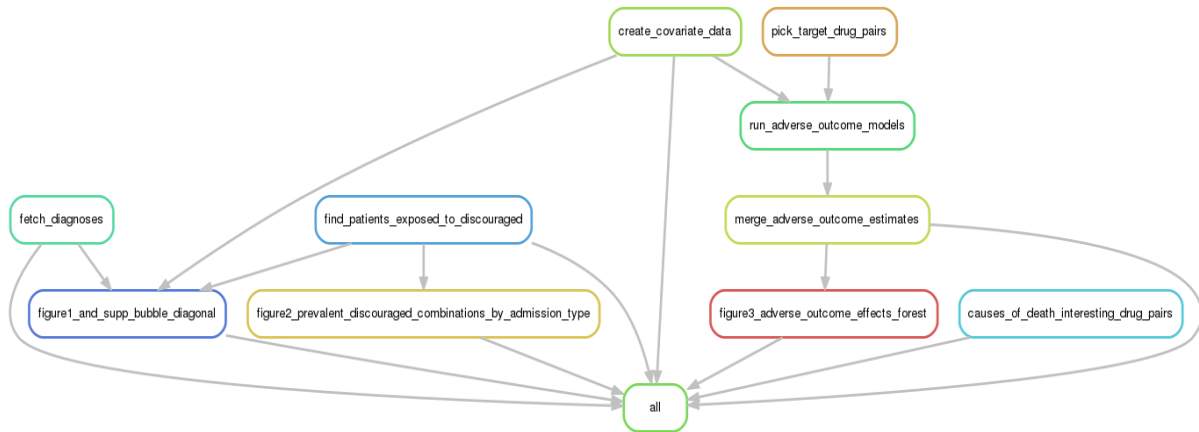 create_covariate_data
pick_target_drug_pairs
run_adverse_outcome_models
fetch_diagnoses
find_patients_exposed_to_discouraged
merge_adverse_outcome_estimates
figure1_and_supp_bubble_diagonal
figure2_prevalent_discouraged_combinations_by_admission_type
figure3_adverse_outcome_effects_forest
causes_of_death_interesting_drug_pairs
all